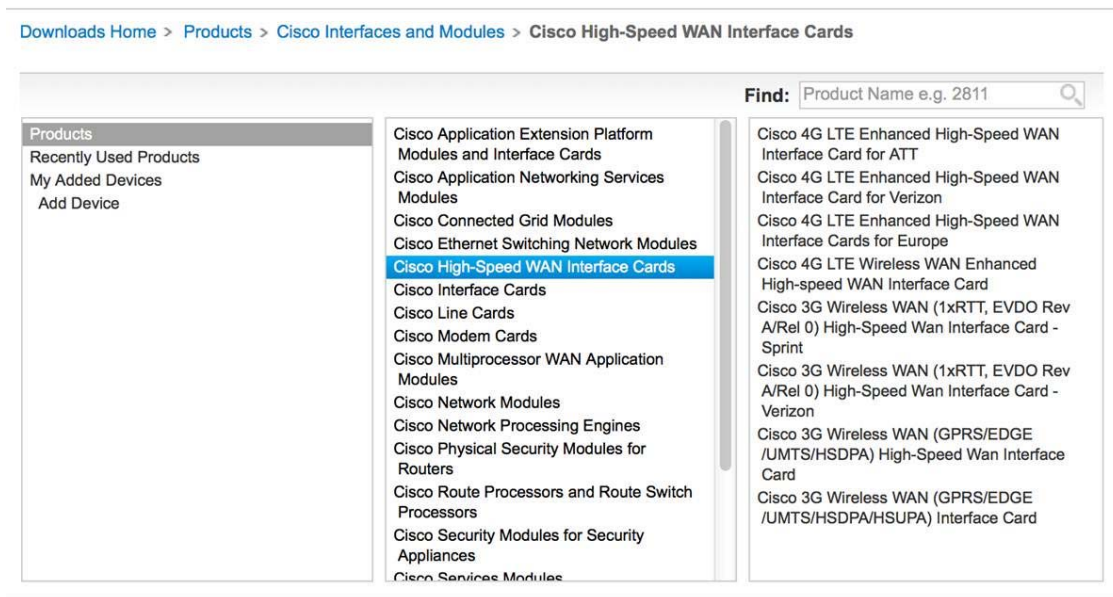 Downloads Home > Products > Cisco Interfaces and Modules > Cisco High-Speed WAN Interface Cards
Find: Product Name e.g. 2811
Products
Recently Used Products
My Added Devices
Add Device
Cisco Application Extension Platform
Modules and Interface Cards
Cisco Application Networking Services
Modules
Cisco Connected Grid Modules
Cisco Ethernet Switching Network Modules
Cisco High-Speed WAN Interface Cards
Cisco Interface Cards
Cisco Line Cards
Cisco Modem Cards
Cisco Multiprocessor WAN Application
Modules
Cisco Network Modules
Cisco Network Processing Engines
Cisco Physical Security Modules for
Routers
Cisco Route Processors and Route Switch
Processors
Cisco Security Modules for Security
Appliances
Cisco Services Modules
Cisco 4G LTE Enhanced High-Speed WAN
Interface Card for ATT
Cisco 4G LTE Enhanced High-Speed WAN
Interface Card for Verizon
Cisco 4G LTE Enhanced High-Speed WAN
Interface Cards for Europe
Cisco 4G LTE Wireless WAN Enhanced
High-speed WAN Interface Card
Cisco 3G Wireless WAN (1xRTT, EVDO Rev
A/Rel 0) High-Speed Wan Interface Card -
Sprint
Cisco 3G Wireless WAN (1xRTT, EVDO Rev
A/Rel 0) High-Speed Wan Interface Card -
Verizon
Cisco 3G Wireless WAN (GPRS/EDGE
/UMTS/HSDPA) High-Speed Wan Interface
Card
Cisco 3G Wireless WAN (GPRS/EDGE
/UMTS/HSDPA/HSUPA) Interface Card